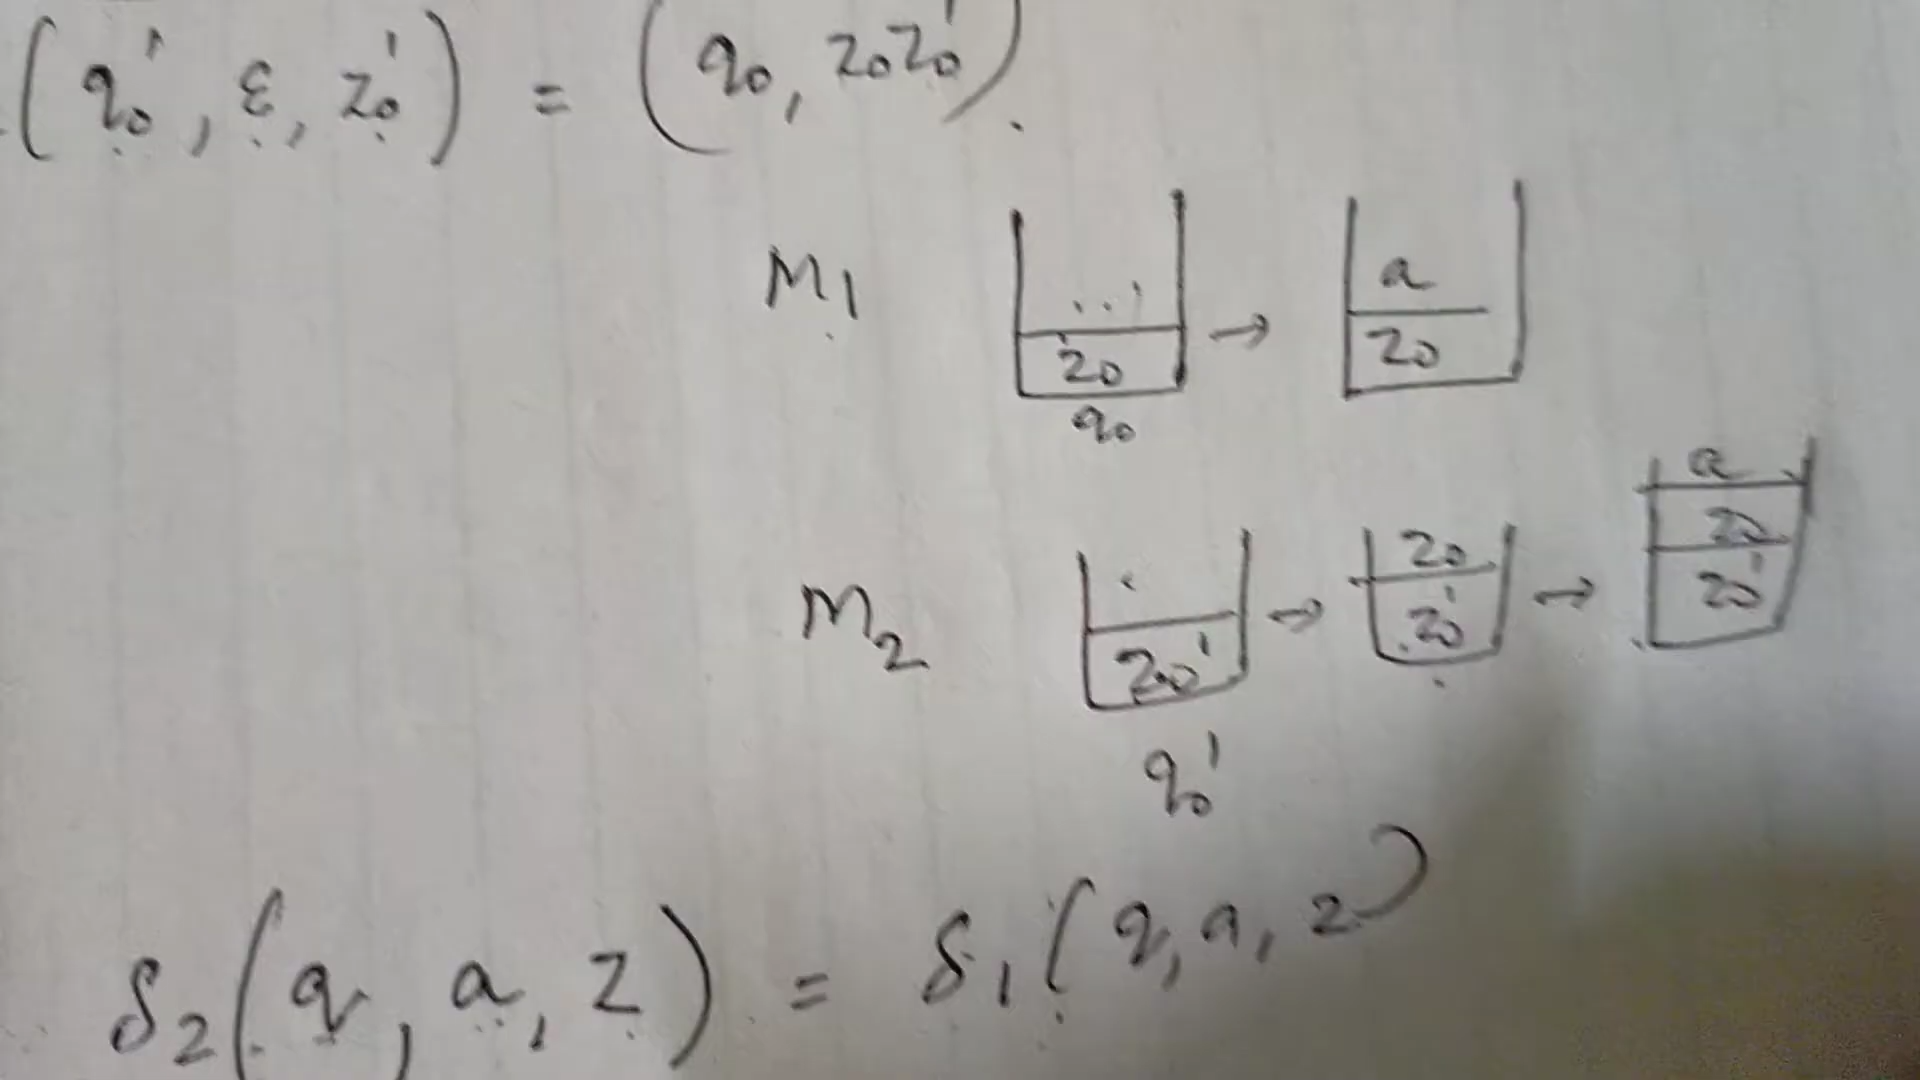 (q₀', ε, z₀') = (q₀, z₀z₀').
M₁ z₀ → a z₀
q₀
M₂ z₀' → z₀ z₀' → a z₀ z₀'
q₀'
δ₂(q, a, z) = δ₁(q, a, z)